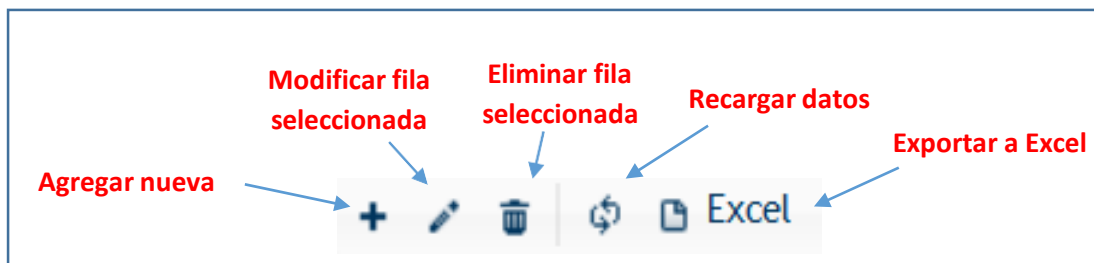 Modificar fila
seleccionada
Eliminar fila
seleccionada
Recargar datos
Exportar a Excel
Agregar nueva
Excel